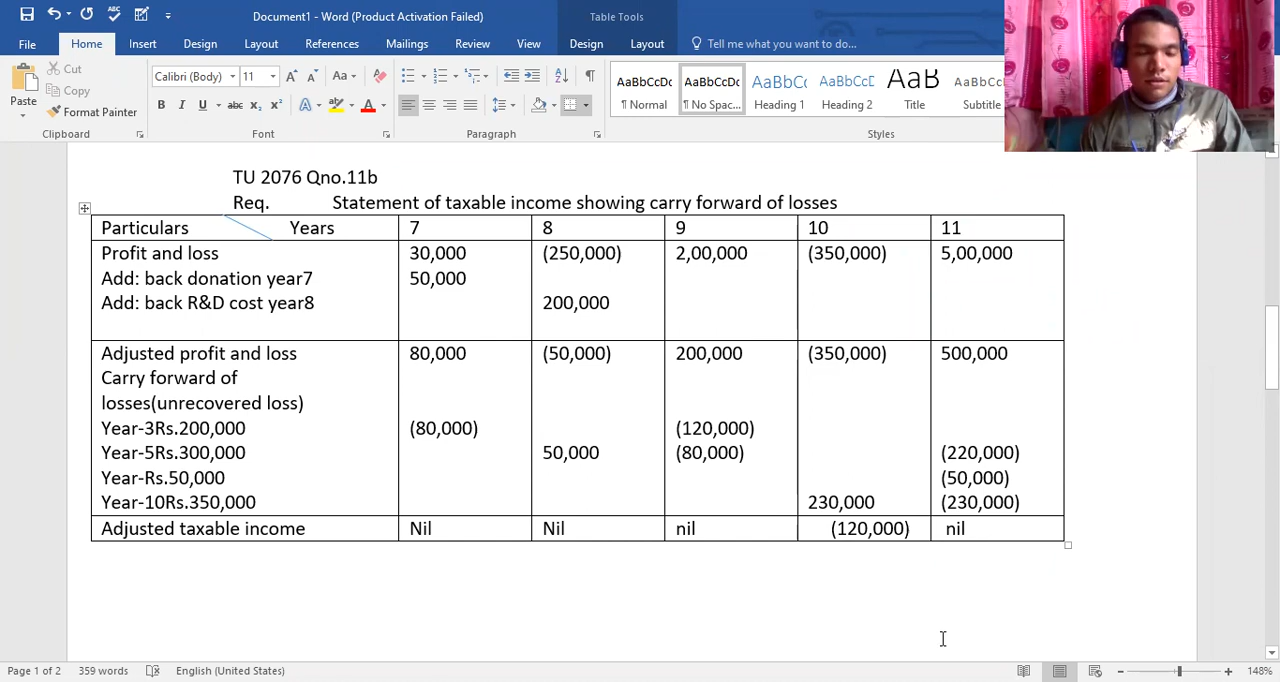 Document1 - Word (Product Activation Failed)
Table Tools
File Home Insert Design Layout References Mailings Review View Design Layout Tell me what you want to do...
Paste
Cut
Copy
Format Painter
Calibri (Body) 11
AaBbCcDc AaBbCcDc AaBbCc AaBbCcE AaB AaBbCc
¶ Normal ¶ No Spac... Heading 1 Heading 2 Title Subtitle
Clipboard Font Paragraph Styles
TU 2076 Qno.11b
Req. Statement of taxable income showing carry forward of losses
Particulars Years 7 8 9 10 11
Profit and loss 30,000 (250,000) 2,00,000 (350,000) 5,00,000
Add: back donation year7 50,000
Add: back R&D cost year8 200,000
Adjusted profit and loss 80,000 (50,000) 200,000 (350,000) 500,000
Carry forward of
losses(unrecovered loss)
Year-3Rs.200,000 (80,000) (120,000)
Year-5Rs.300,000 50,000 (80,000) (220,000)
Year-Rs.50,000 (50,000)
Year-10Rs.350,000 230,000 (230,000)
Adjusted taxable income Nil Nil nil (120,000) nil
Page 1 of 2 359 words English (United States) 148%